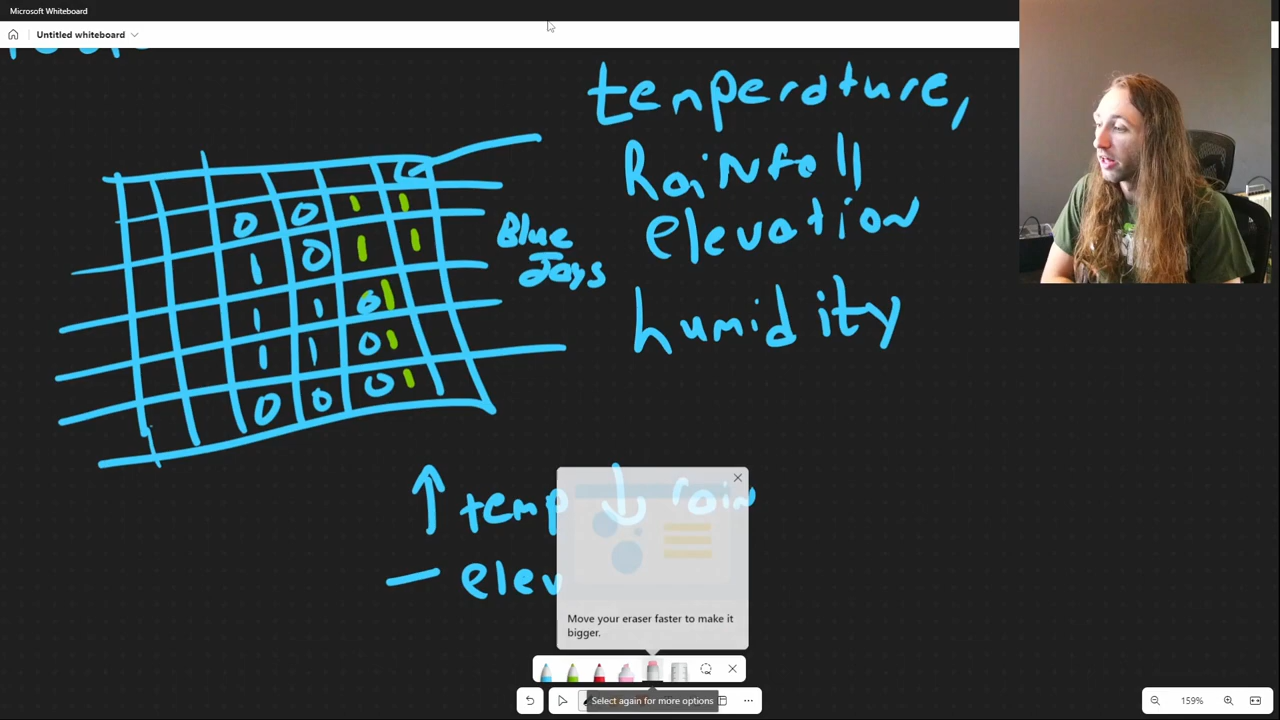 Microsoft Whiteboard
Untitled whiteboard
temperature,
Rainfall
elevation
humidity
Blue
Jays
0 0 1 1
1 0 1 1
1 1 0 1
1 1 0 1
0 0 0 1
↑ temp ↓ rain
— elev
Move your eraser faster to make it
bigger.
Select again for more options
159%